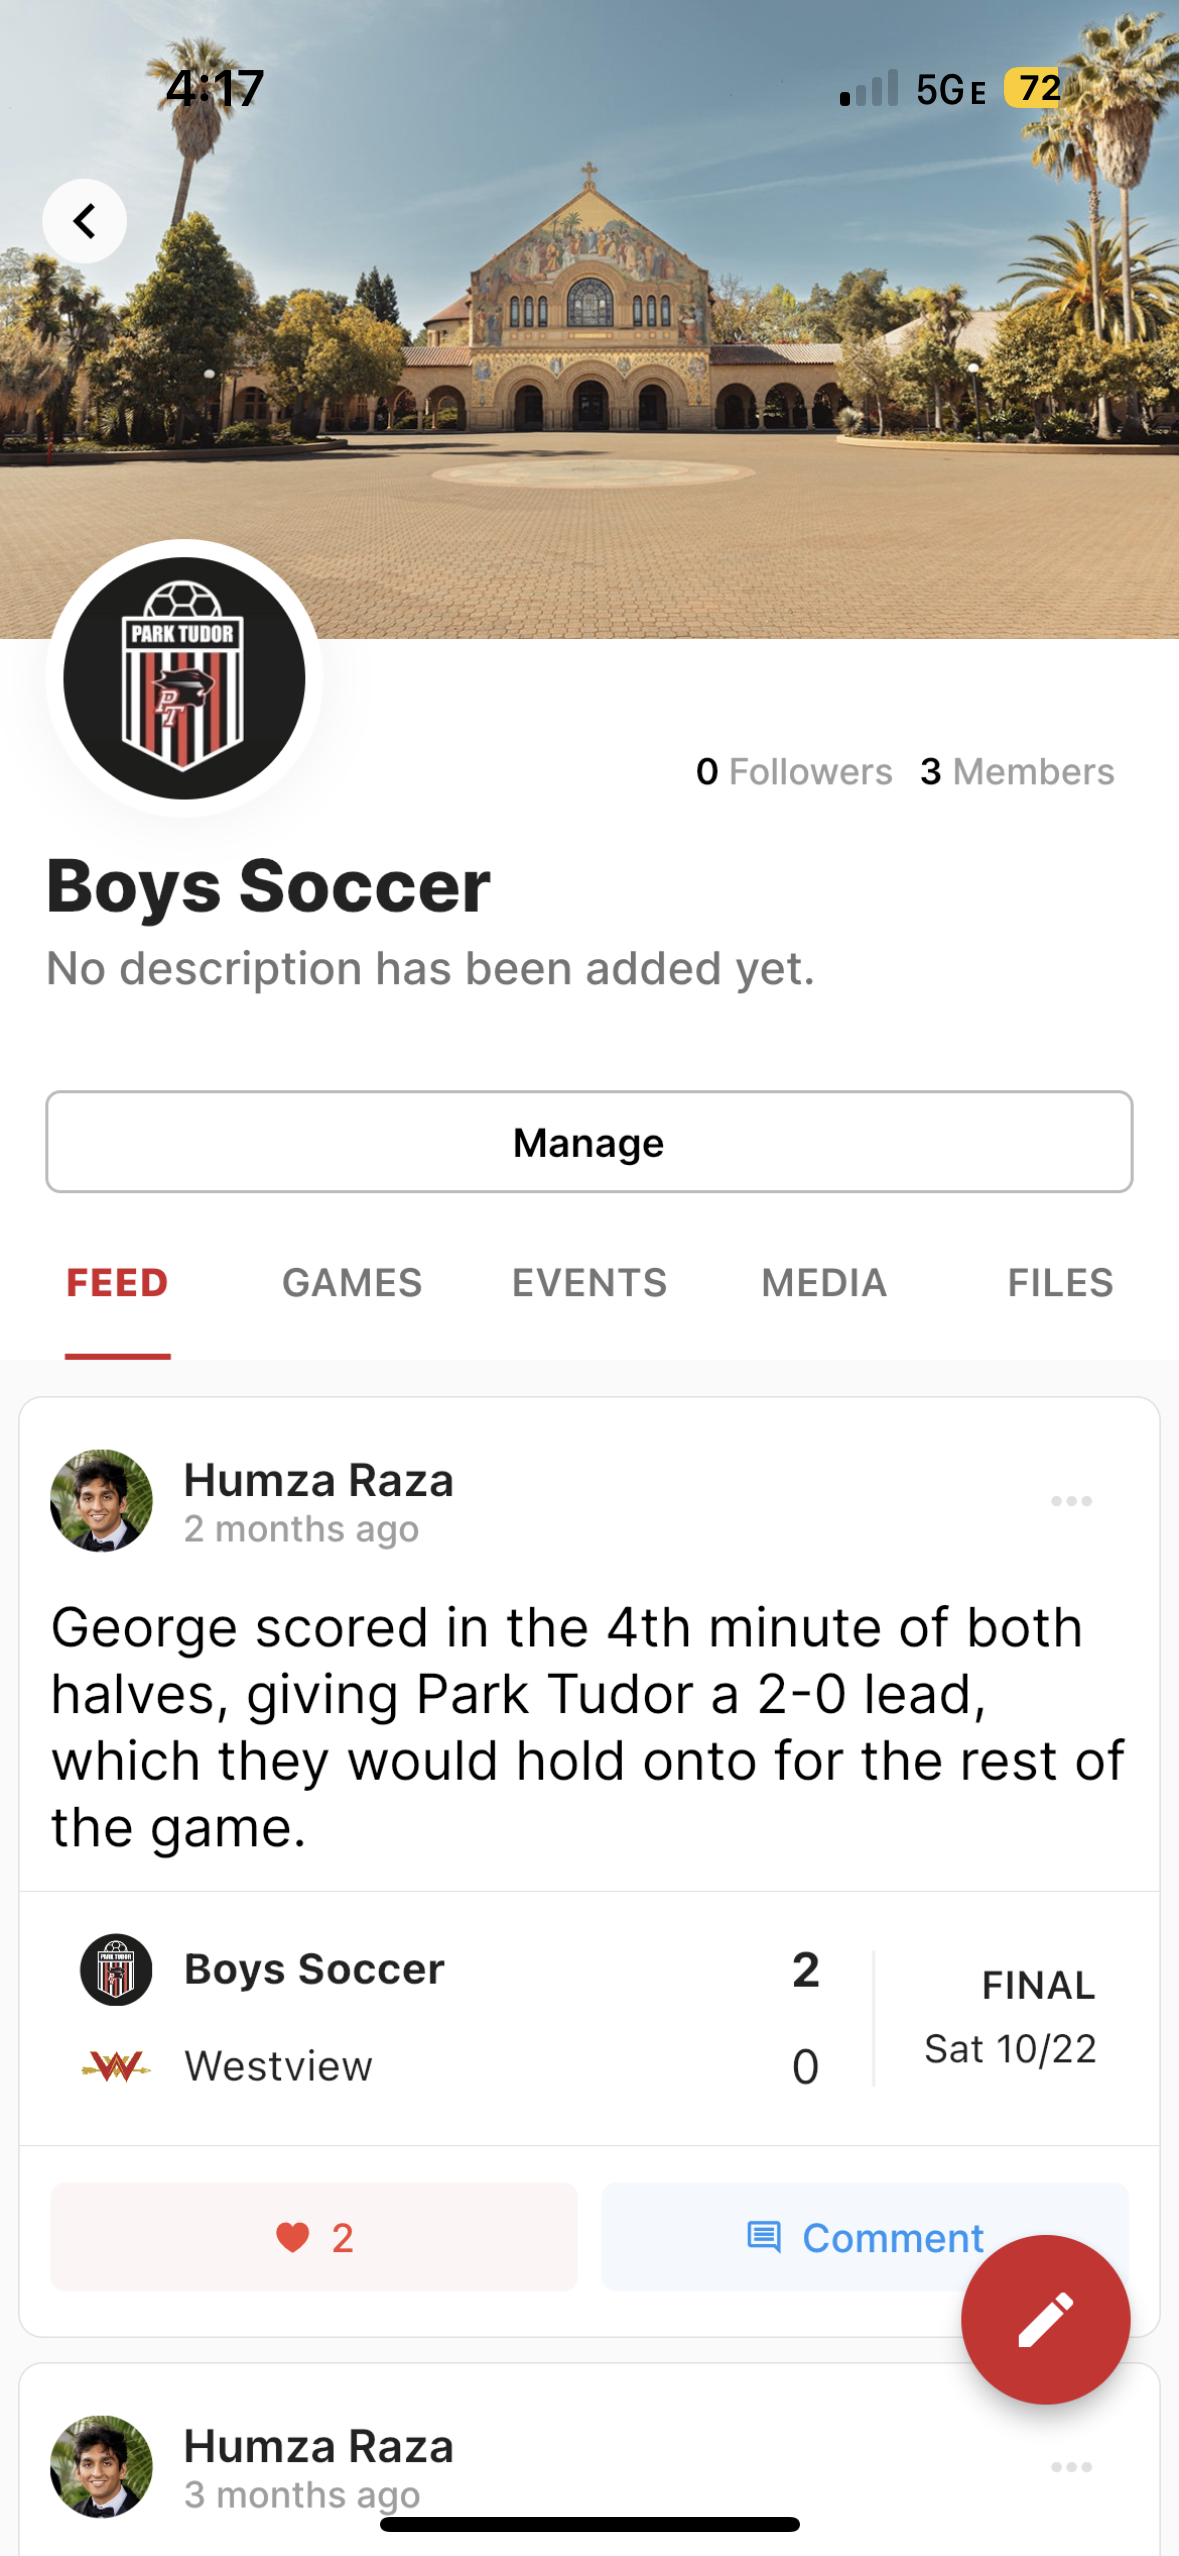 4:17
5GE 72
PARK TUDOR
PT
0 Followers 3 Members
Boys Soccer
No description has been added yet.
Manage
FEED GAMES EVENTS MEDIA FILES
Humza Raza
2 months ago
George scored in the 4th minute of both
halves, giving Park Tudor a 2-0 lead,
which they would hold onto for the rest of
the game.
PARK TUDOR
Boys Soccer 2
FINAL
Sat 10/22
W
Westview 0
2
Comment
Humza Raza
3 months ago